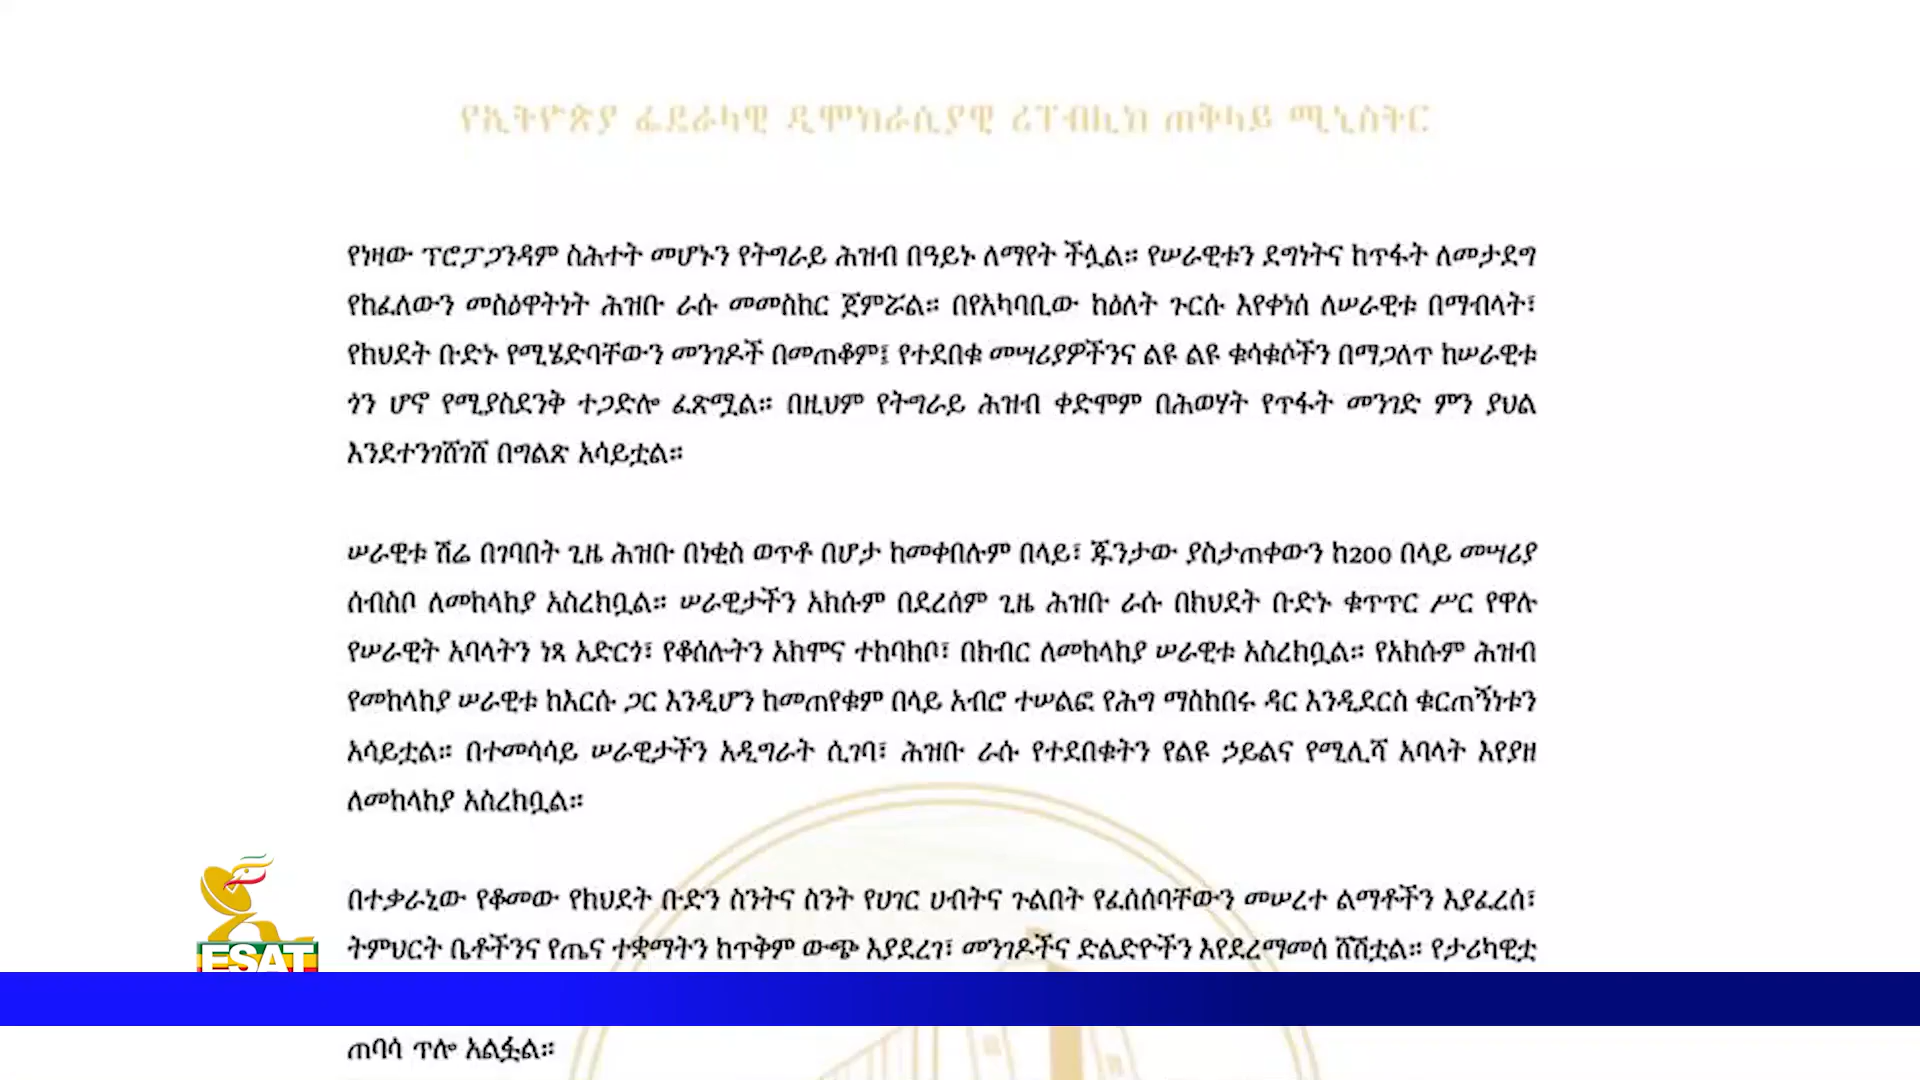 የኢትዮጵያ ፌዴራላዊ ዲሞክራሲያዊ ሪፐብሊክ ጠቅላይ ሚኒስትር
የነዛው ፕሮፓጋንዳም ስሕተት መሆኑን የትግራይ ሕዝብ በዓይኑ ለማየት ችሏል። የሠራዊቱን ደግነትና ከጥፋት ለመታደግ
የከፈለውን መስዕዋትነት ሕዝቡ ራሱ መመስከር ጀምሯል። በየአካባቢው ከዕለት ጉርሱ እየቀነሰ ለሠራዊቱ በማብላት፣
የከህደት ቡድኑ የሚሄድባቸውን መንገዶች በመጠቆም፤ የተደበቁ መሣሪያዎችንና ልዩ ልዩ ቁሳቁሶችን በማጋለጥ ከሠራዊቱ
ጎን ሆኖ የሚያስደንቅ ተጋድሎ ፈጽሟል። በዚህም የትግራይ ሕዝብ ቀድሞም በሕወሃት የጥፋት መንገድ ምን ያህል
እንደተንገሸገሸ በግልጽ አሳይቷል።
ሠራዊቱ ሽሬ በገባበት ጊዜ ሕዝቡ በነቂስ ወጥቶ በሆታ ከመቀበሉም በላይ፣ ጁንታው ያስታጠቀውን ከ200 በላይ መሣሪያ
ሰብስቦ ለመከላከያ አስረክቧል። ሠራዊታችን አክሱም በደረሰም ጊዜ ሕዝቡ ራሱ በክህደት ቡድኑ ቁጥጥር ሥር የዋሉ
የሠራዊት አባላትን ነጻ አድርጎ፣ የቆሰሉትን አክሞና ተከባክቦ፣ በክብር ለመከላከያ ሠራዊቱ አስረክቧል። የአክሱም ሕዝብ
የመከላከያ ሠራዊቱ ከእርሱ ጋር እንዲሆን ከመጠየቁም በላይ አብሮ ተሠልፎ የሕግ ማስከበሩ ዳር እንዲደርስ ቁርጠኝነቱን
አሳይቷል። በተመሳሳይ ሠራዊታችን አዲግራት ሲገባ፣ ሕዝቡ ራሱ የተደበቁትን የልዩ ኃይልና የሚሊሻ አባላት እየያዘ
ለመከላከያ አስረክቧል።
በተቃራኒው የቆመው የክህደት ቡድን ስንትና ስንት የሀገር ሀብትና ጉልበት የፈሰሰባቸውን መሠረተ ልማቶችን እያፈረሰ፣
ትምህርት ቤቶችንና የጤና ተቋማትን ከጥቅም ውጭ እያደረገ፣ መንገዶችና ድልድዮችን እየደረማመሰ ሸሽቷል። የታሪካዊቷ
ESAT
ጠባሳ ጥሎ አልፏል።